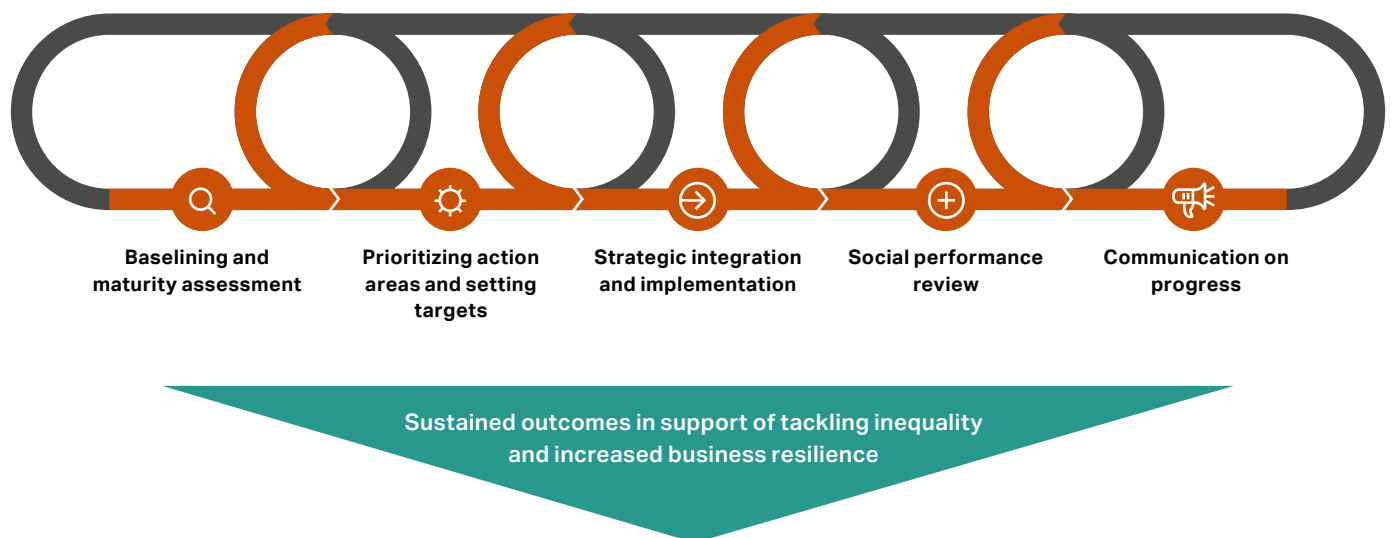 Baselining and
maturity assessment
Prioritizing action
areas and setting
targets
Strategic integration
and implementation
Social performance
review
Communication on
progress
Sustained outcomes in support of tackling inequality
and increased business resilience